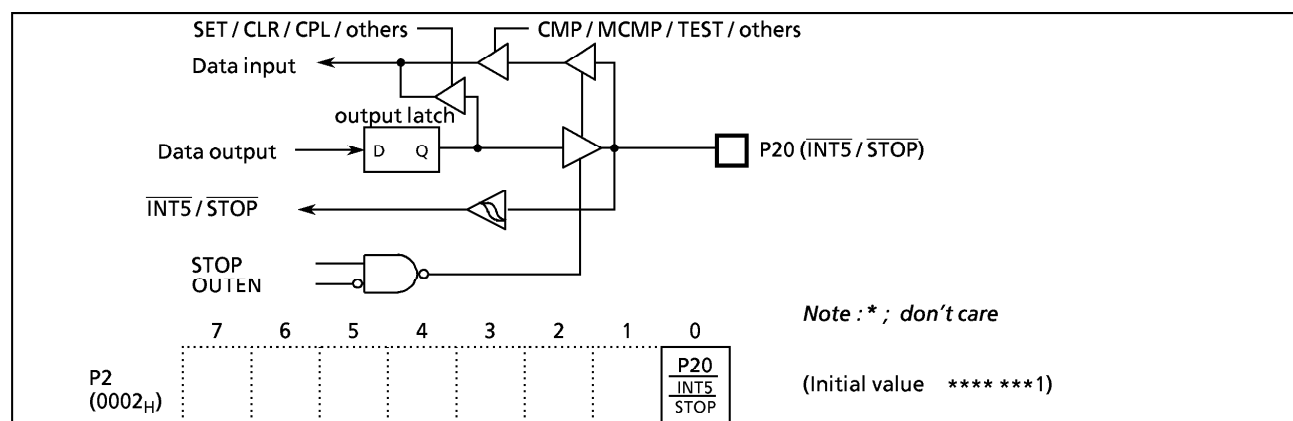 SET / CLR / CPL / others
CMP / MCMP / TEST / others
Data input
output latch
Data output
D Q
P20 (INT5 / STOP)
INT5 / STOP
STOP
OUTEN
Note : * ; don't care
7 6 5 4 3 2 1 0
P2
(0002H)
P20
INT5
STOP
(Initial value **** ***1)